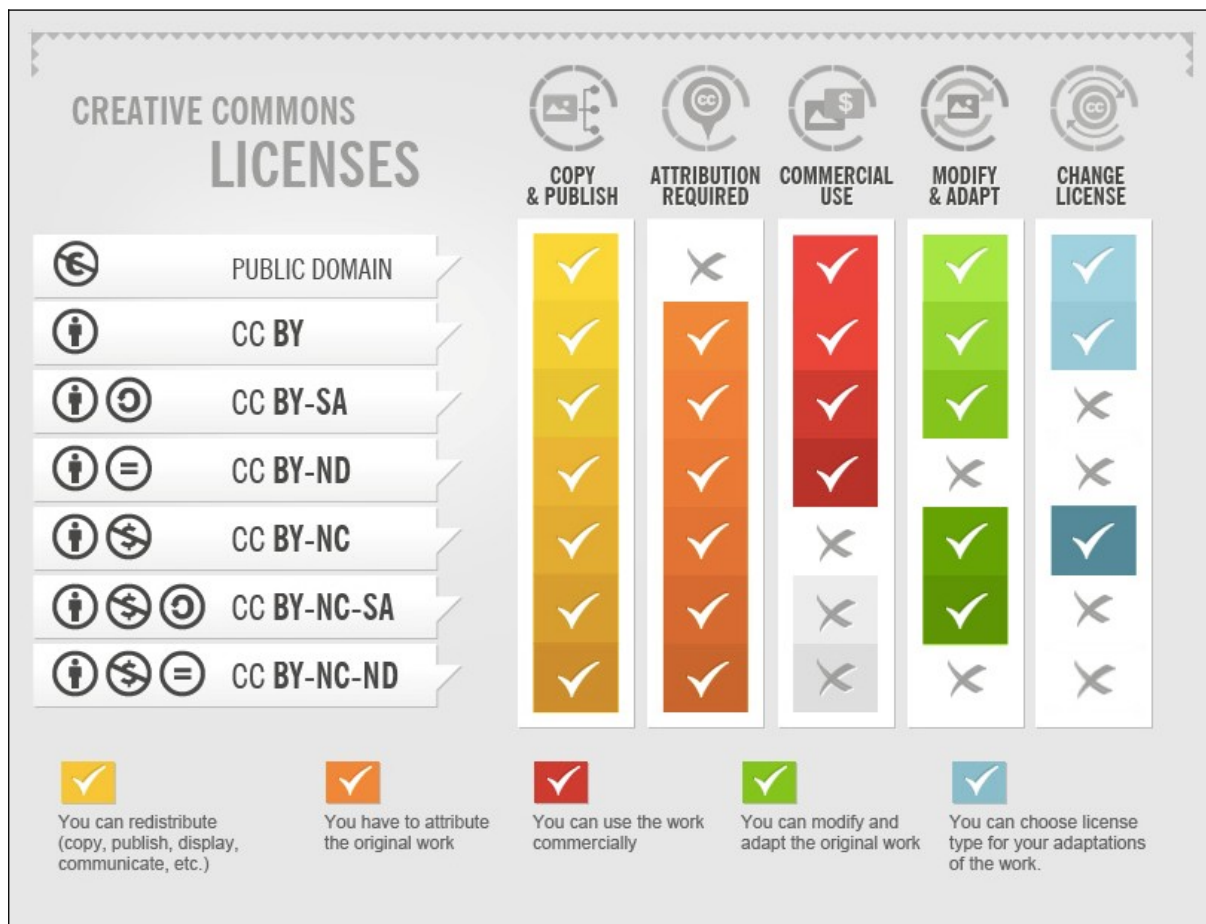 CREATIVE COMMONS
LICENSES
COPY
& PUBLISH
ATTRIBUTION
REQUIRED
COMMERCIAL
USE
MODIFY
& ADAPT
CHANGE
LICENSE
PUBLIC DOMAIN
CC BY
CC BY-SA
CC BY-ND
CC BY-NC
CC BY-NC-SA
CC BY-NC-ND
You can redistribute
(copy, publish, display,
communicate, etc.)
You have to attribute
the original work
You can use the work
commercially
You can modify and
adapt the original work
You can choose license
type for your adaptations
of the work.